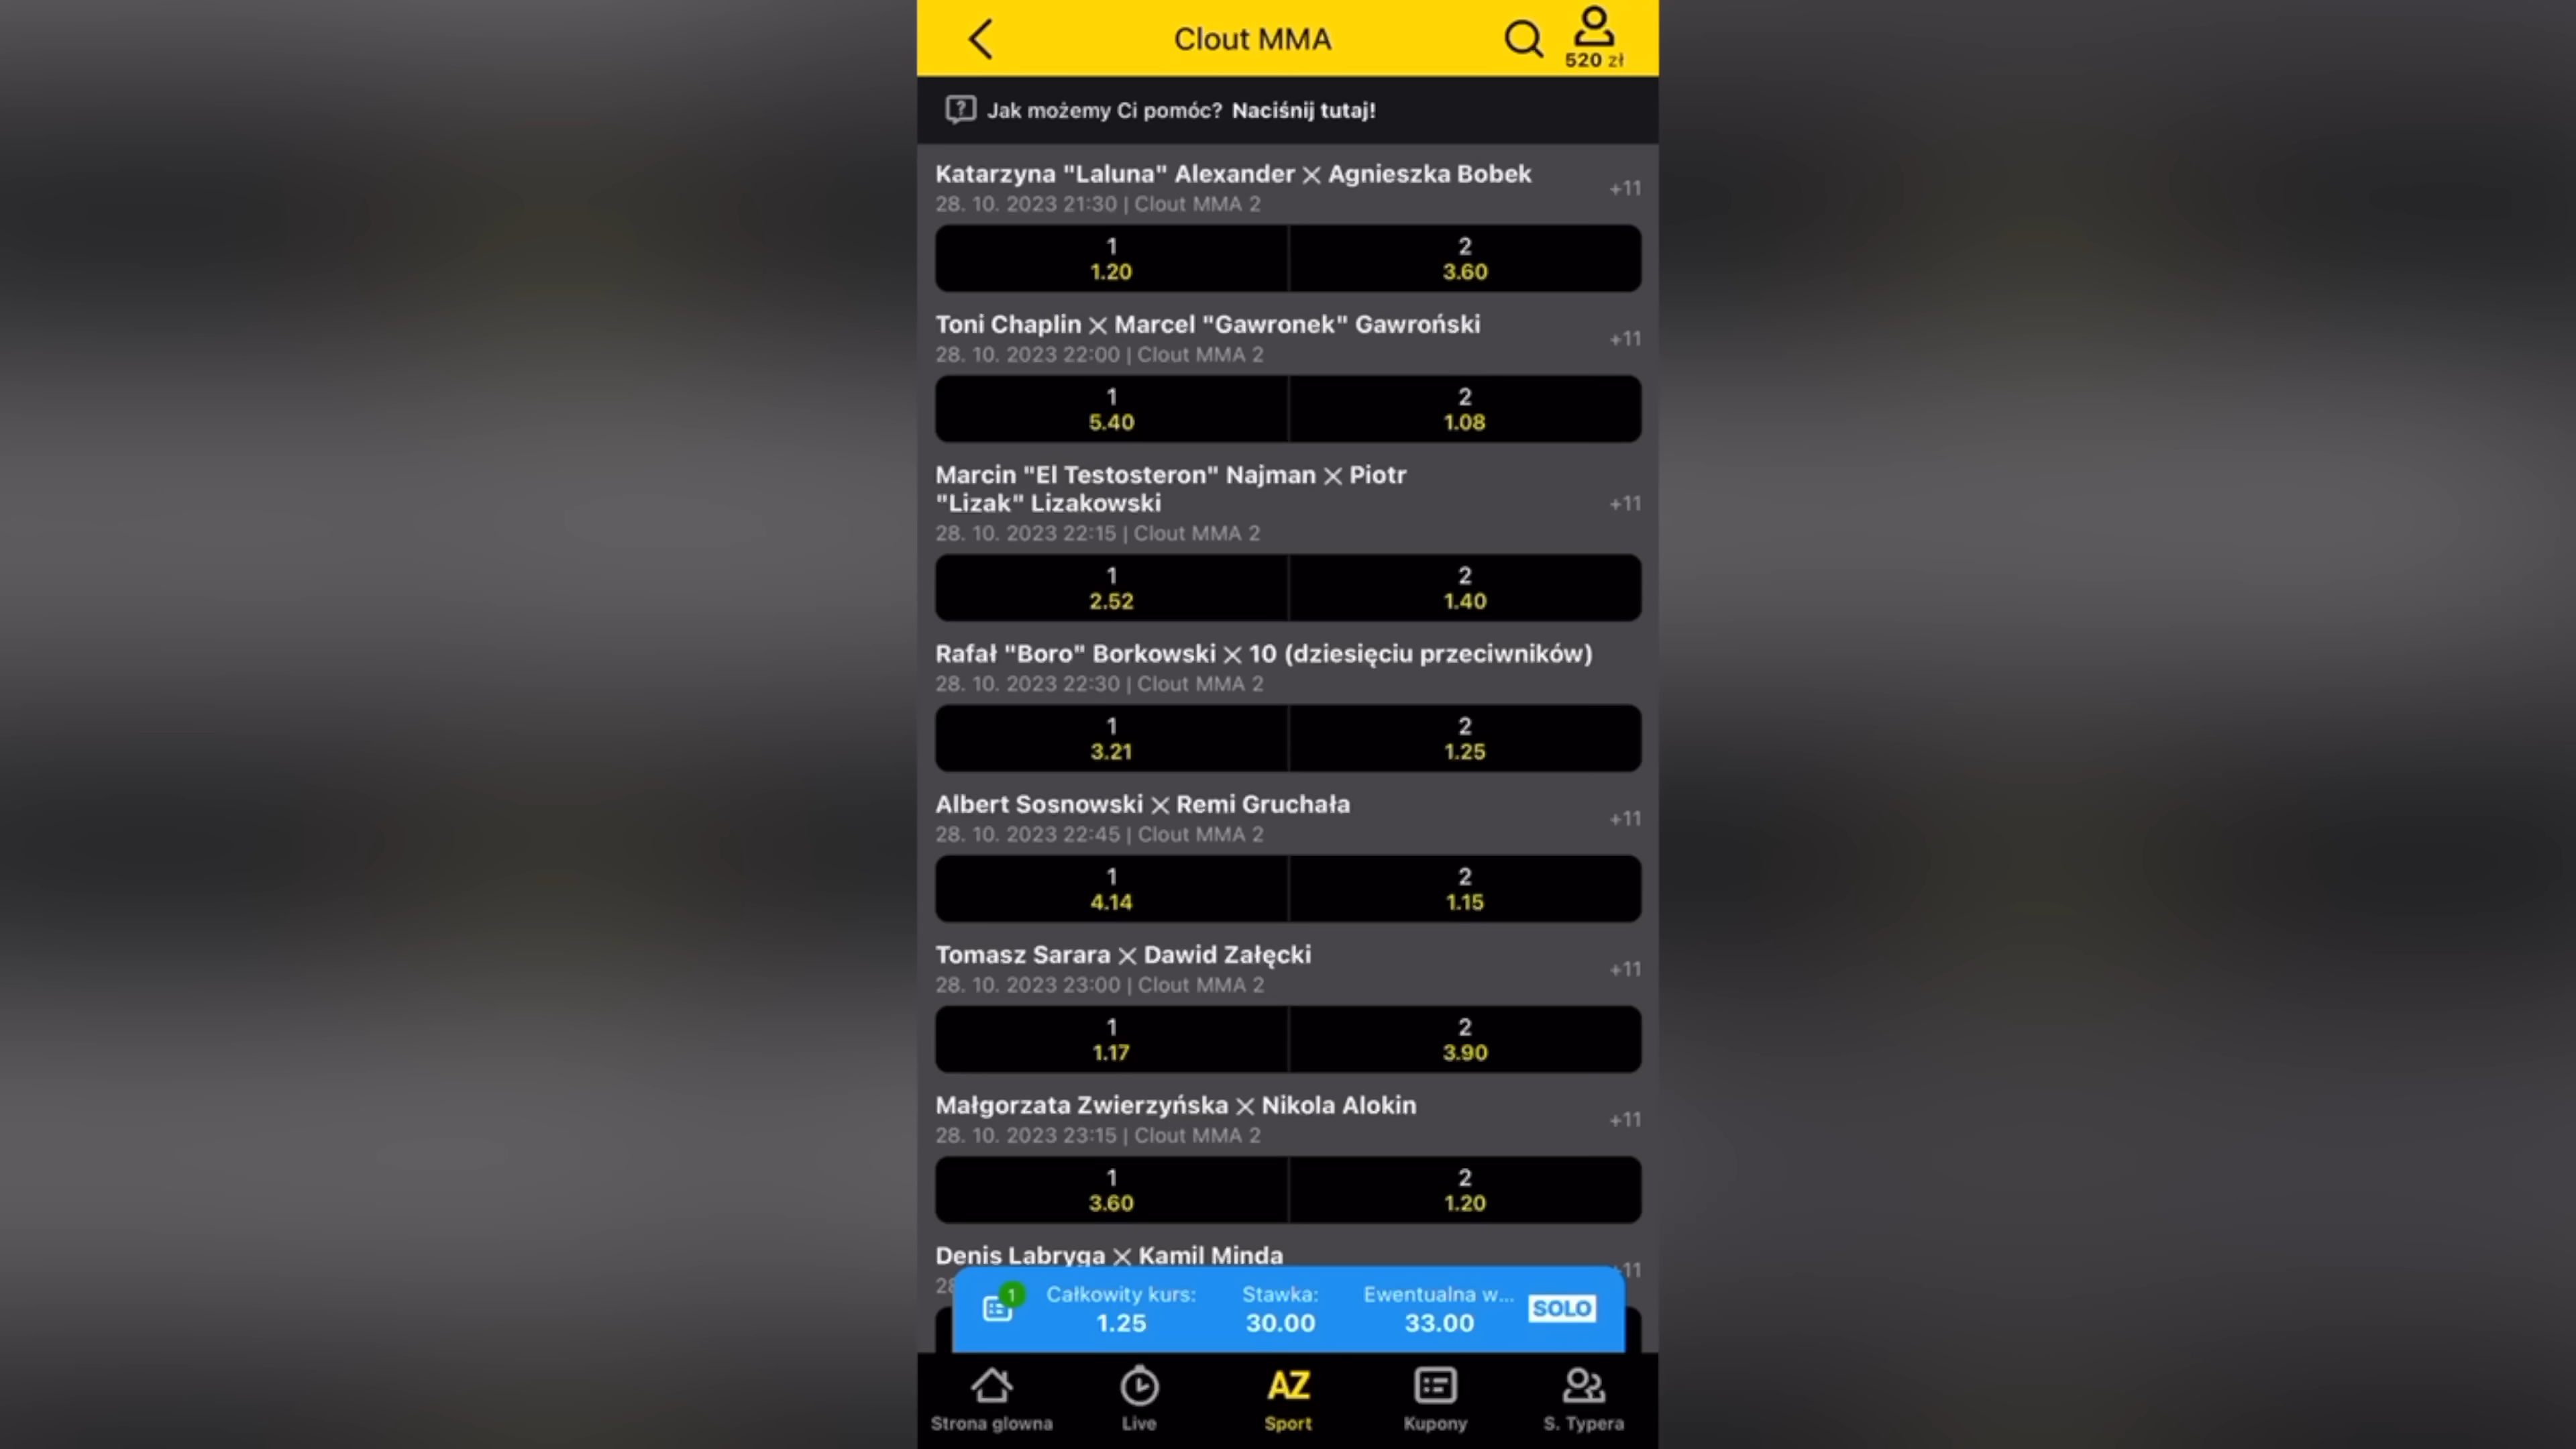 Clout MMA
520 zł
Jak możemy Ci pomóc? Naciśnij tutaj!
Katarzyna "Laluna" Alexander × Agnieszka Bobek
+11
28. 10. 2023 21:30 | Clout MMA 2
1 2
1.20 3.60
Toni Chaplin × Marcel "Gawronek" Gawroński
+11
28. 10. 2023 22:00 | Clout MMA 2
1 2
5.40 1.08
Marcin "El Testosteron" Najman × Piotr
"Lizak" Lizakowski
+11
28. 10. 2023 22:15 | Clout MMA 2
1 2
2.52 1.40
Rafał "Boro" Borkowski × 10 (dziesięciu przeciwników)
28. 10. 2023 22:30 | Clout MMA 2
1 2
3.21 1.25
Albert Sosnowski × Remi Gruchała
+11
28. 10. 2023 22:45 | Clout MMA 2
1 2
4.14 1.15
Tomasz Sarara × Dawid Załęcki
+11
28. 10. 2023 23:00 | Clout MMA 2
1 2
1.17 3.90
Małgorzata Zwierzyńska × Nikola Alokin
+11
28. 10. 2023 23:15 | Clout MMA 2
1 2
3.60 1.20
Denis Labryga × Kamil Minda
+11
1 Całkowity kurs: Stawka: Ewentualna w... SOLO
1.25 30.00 33.00
AZ
Strona glowna Live Sport Kupony S. Typera